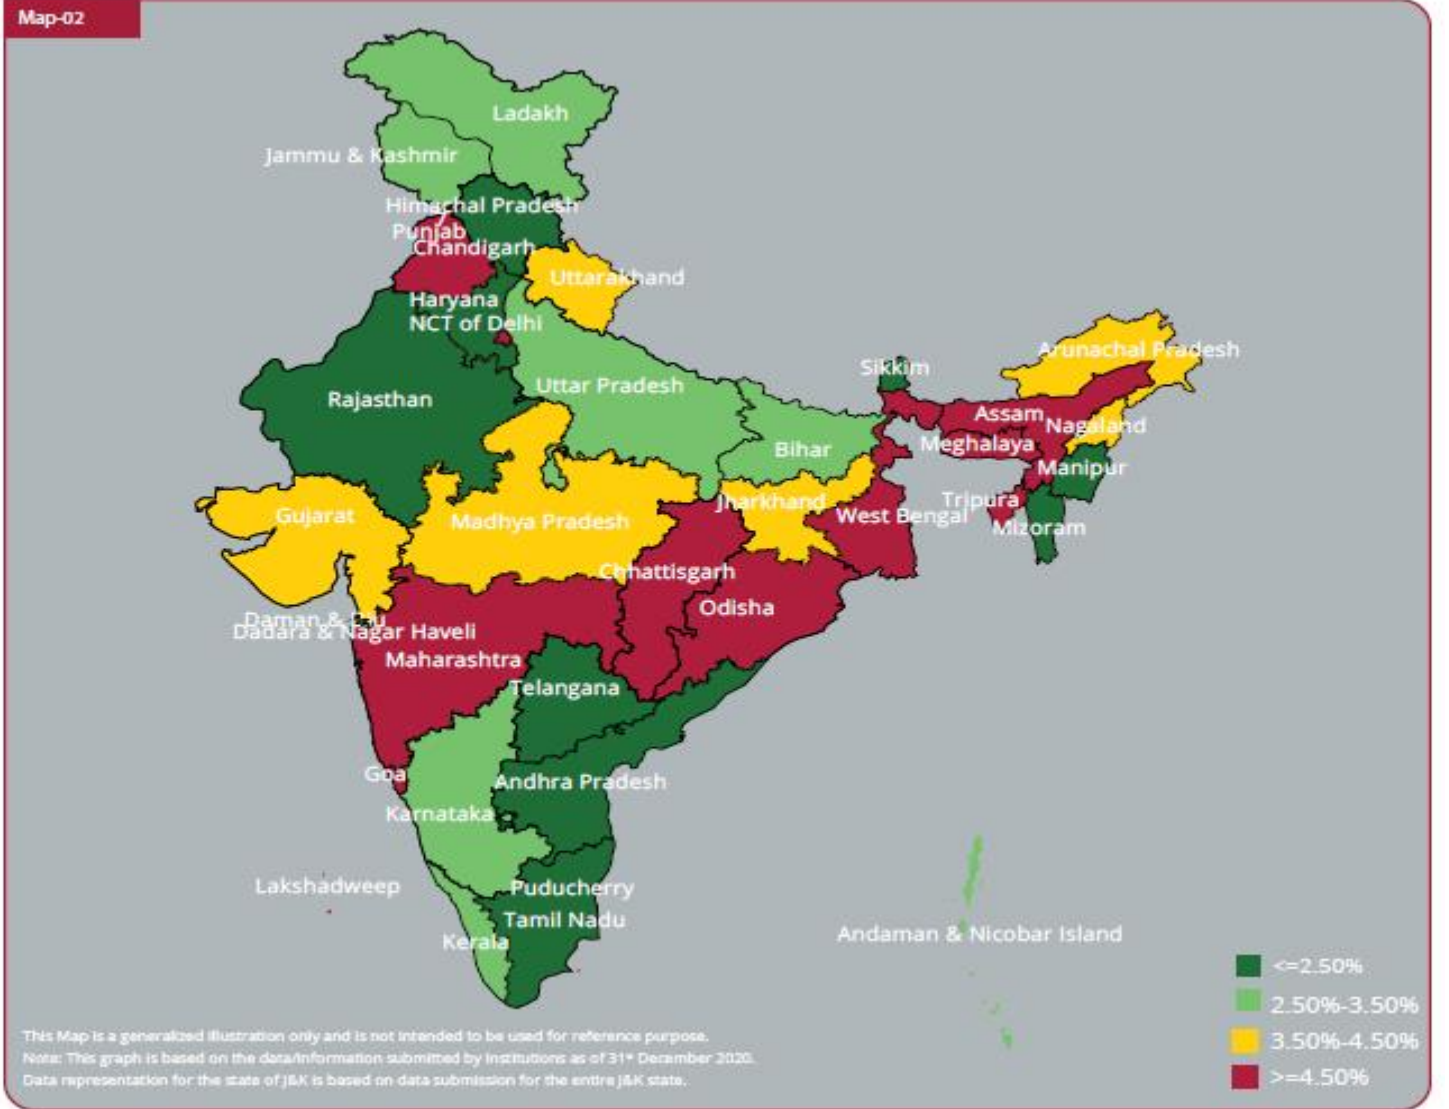 Map-02
Ladakh
Jammu & Kashmir
Himachal Pradesh
Punjab
Chandigarh
Uttarakhand
Haryana
NCT of Delhi
Arunachal Pradesh
Sikkim
Uttar Pradesh
Rajasthan
Assam
Nagaland
Meghalaya
Bihar
Manipur
Jharkhand
Tripura
Gujarat
West Bengal
Madhya Pradesh
Mizoram
Chhattisgarh
Odisha
Daman & Diu
Dadara & Nagar Haveli
Maharashtra
Telangana
Goa
Andhra Pradesh
Karnataka
Lakshadweep
Puducherry
Tamil Nadu
Andaman & Nicobar Island
Kerala
<=2.50%
2.50%-3.50%
3.50%-4.50%
>=4.50%
This Map is a generalized illustration only and is not intended to be used for reference purpose.
Note: This graph is based on the data/information submitted by institutions as of 31st December 2020.
Data representation for the state of J&K is based on data submission for the entire J&K state.